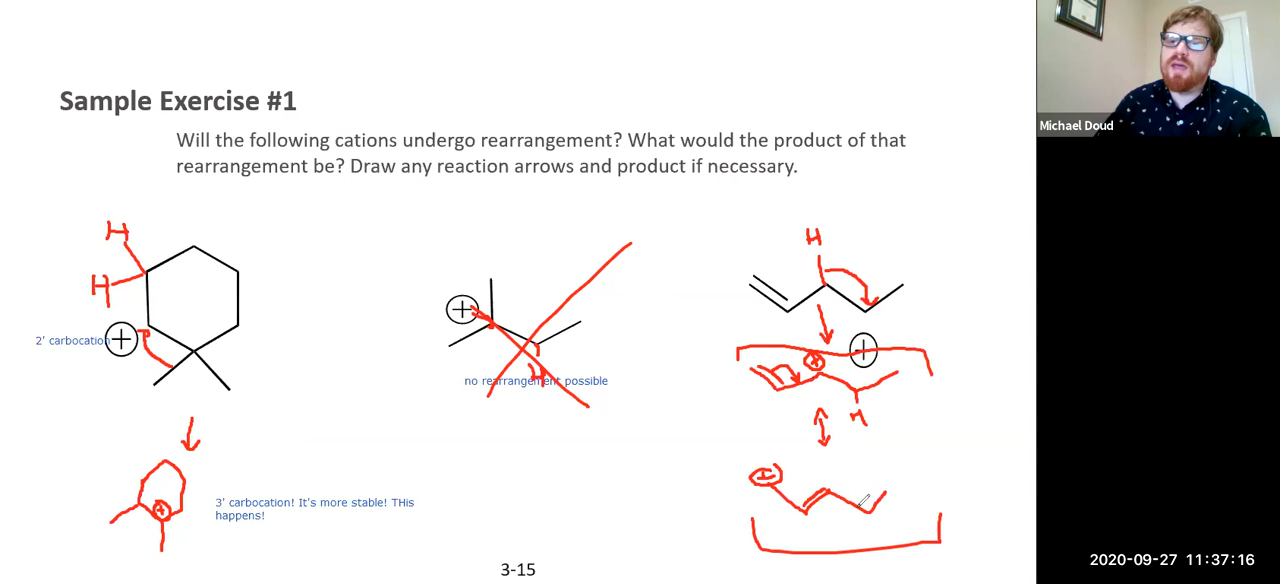 Michael Doud
Sample Exercise #1
Will the following cations undergo rearrangement? What would the product of that
rearrangement be? Draw any reaction arrows and product if necessary.
H
H
H
+
2' carbocation
+
+
no rearrangement possible
H
+
H
+
+
3' carbocation! It's more stable! THis
happens!
3-15
2020-09-27 11:37:16